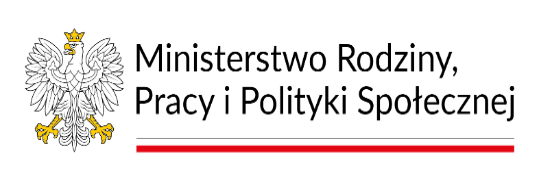 Ministerstwo Rodziny,
Pracy i Polityki Społecznej